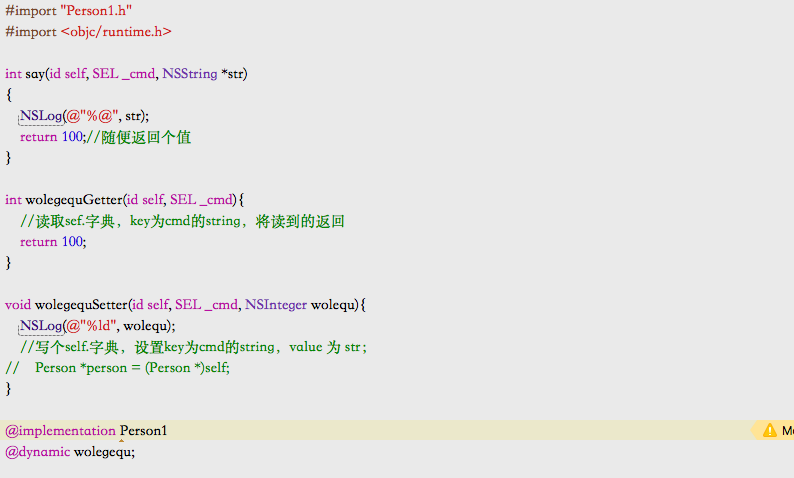 #import "Person1.h"
#import <objc/runtime.h>
int say(id self, SEL _cmd, NSString *str)
{
NSLog(@"%@", str);
return 100;//随便返回个值
}
int wolegequGetter(id self, SEL _cmd){
//读取sef.字典，key为cmd的string，将读到的返回
return 100;
}
void wolegequSetter(id self, SEL _cmd, NSInteger wolequ){
NSLog(@"%ld", wolequ);
//写个self.字典，设置key为cmd的string，value 为 str；
// Person *person = (Person *)self;
}
@implementation Person1
@dynamic wolegequ;